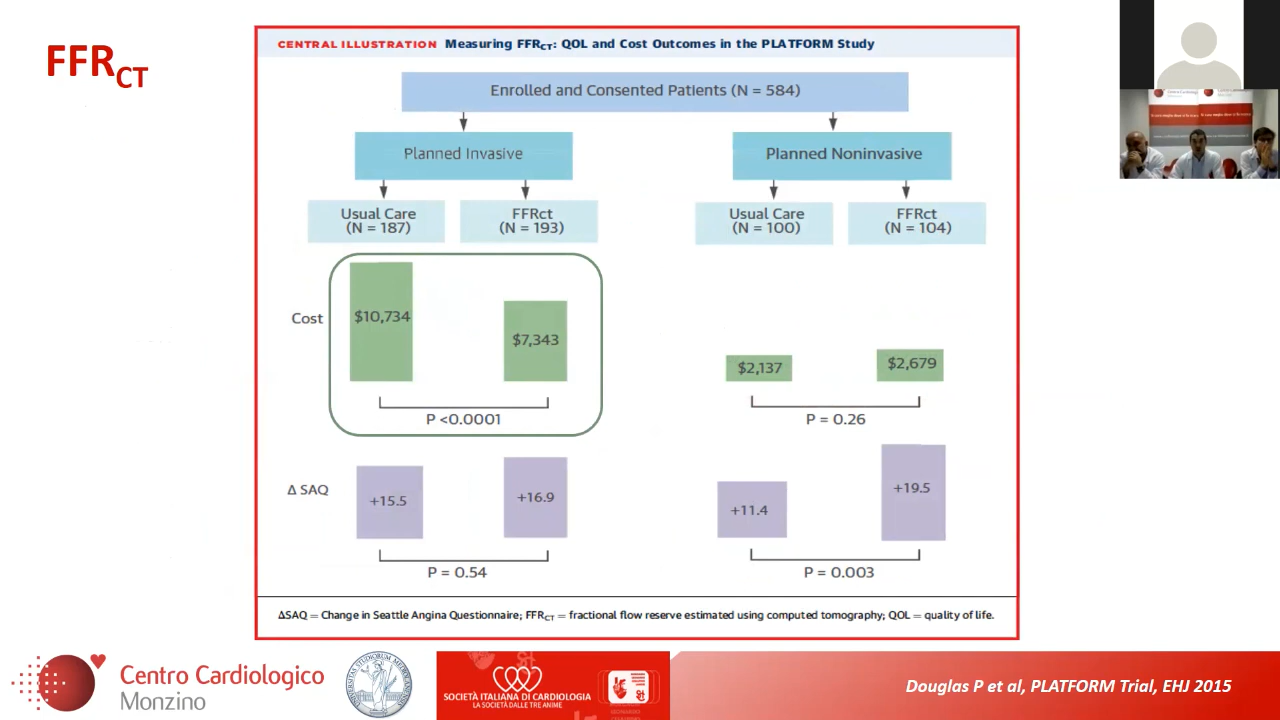 FFRCT
CENTRAL ILLUSTRATION Measuring FFRCT: QOL and Cost Outcomes in the PLATFORM Study
Enrolled and Consented Patients (N = 584)
Planned Invasive
Planned Noninvasive
Usual Care
(N = 187)
FFRct
(N = 193)
Usual Care
(N = 100)
FFRct
(N = 104)
Cost
$10,734
$7,343
$2,137
$2,679
P <0.0001
P = 0.26
Δ SAQ
+15.5
+16.9
+11.4
+19.5
P = 0.54
P = 0.003
ΔSAQ = Change in Seattle Angina Questionnaire; FFRCT = fractional flow reserve estimated using computed tomography; QOL = quality of life.
Centro Cardiologico
Monzino
SOCIETÀ ITALIANA DI CARDIOLOGIA
LA SOCIETÀ DALLE TRE ANIME
Douglas P et al, PLATFORM Trial, EHJ 2015